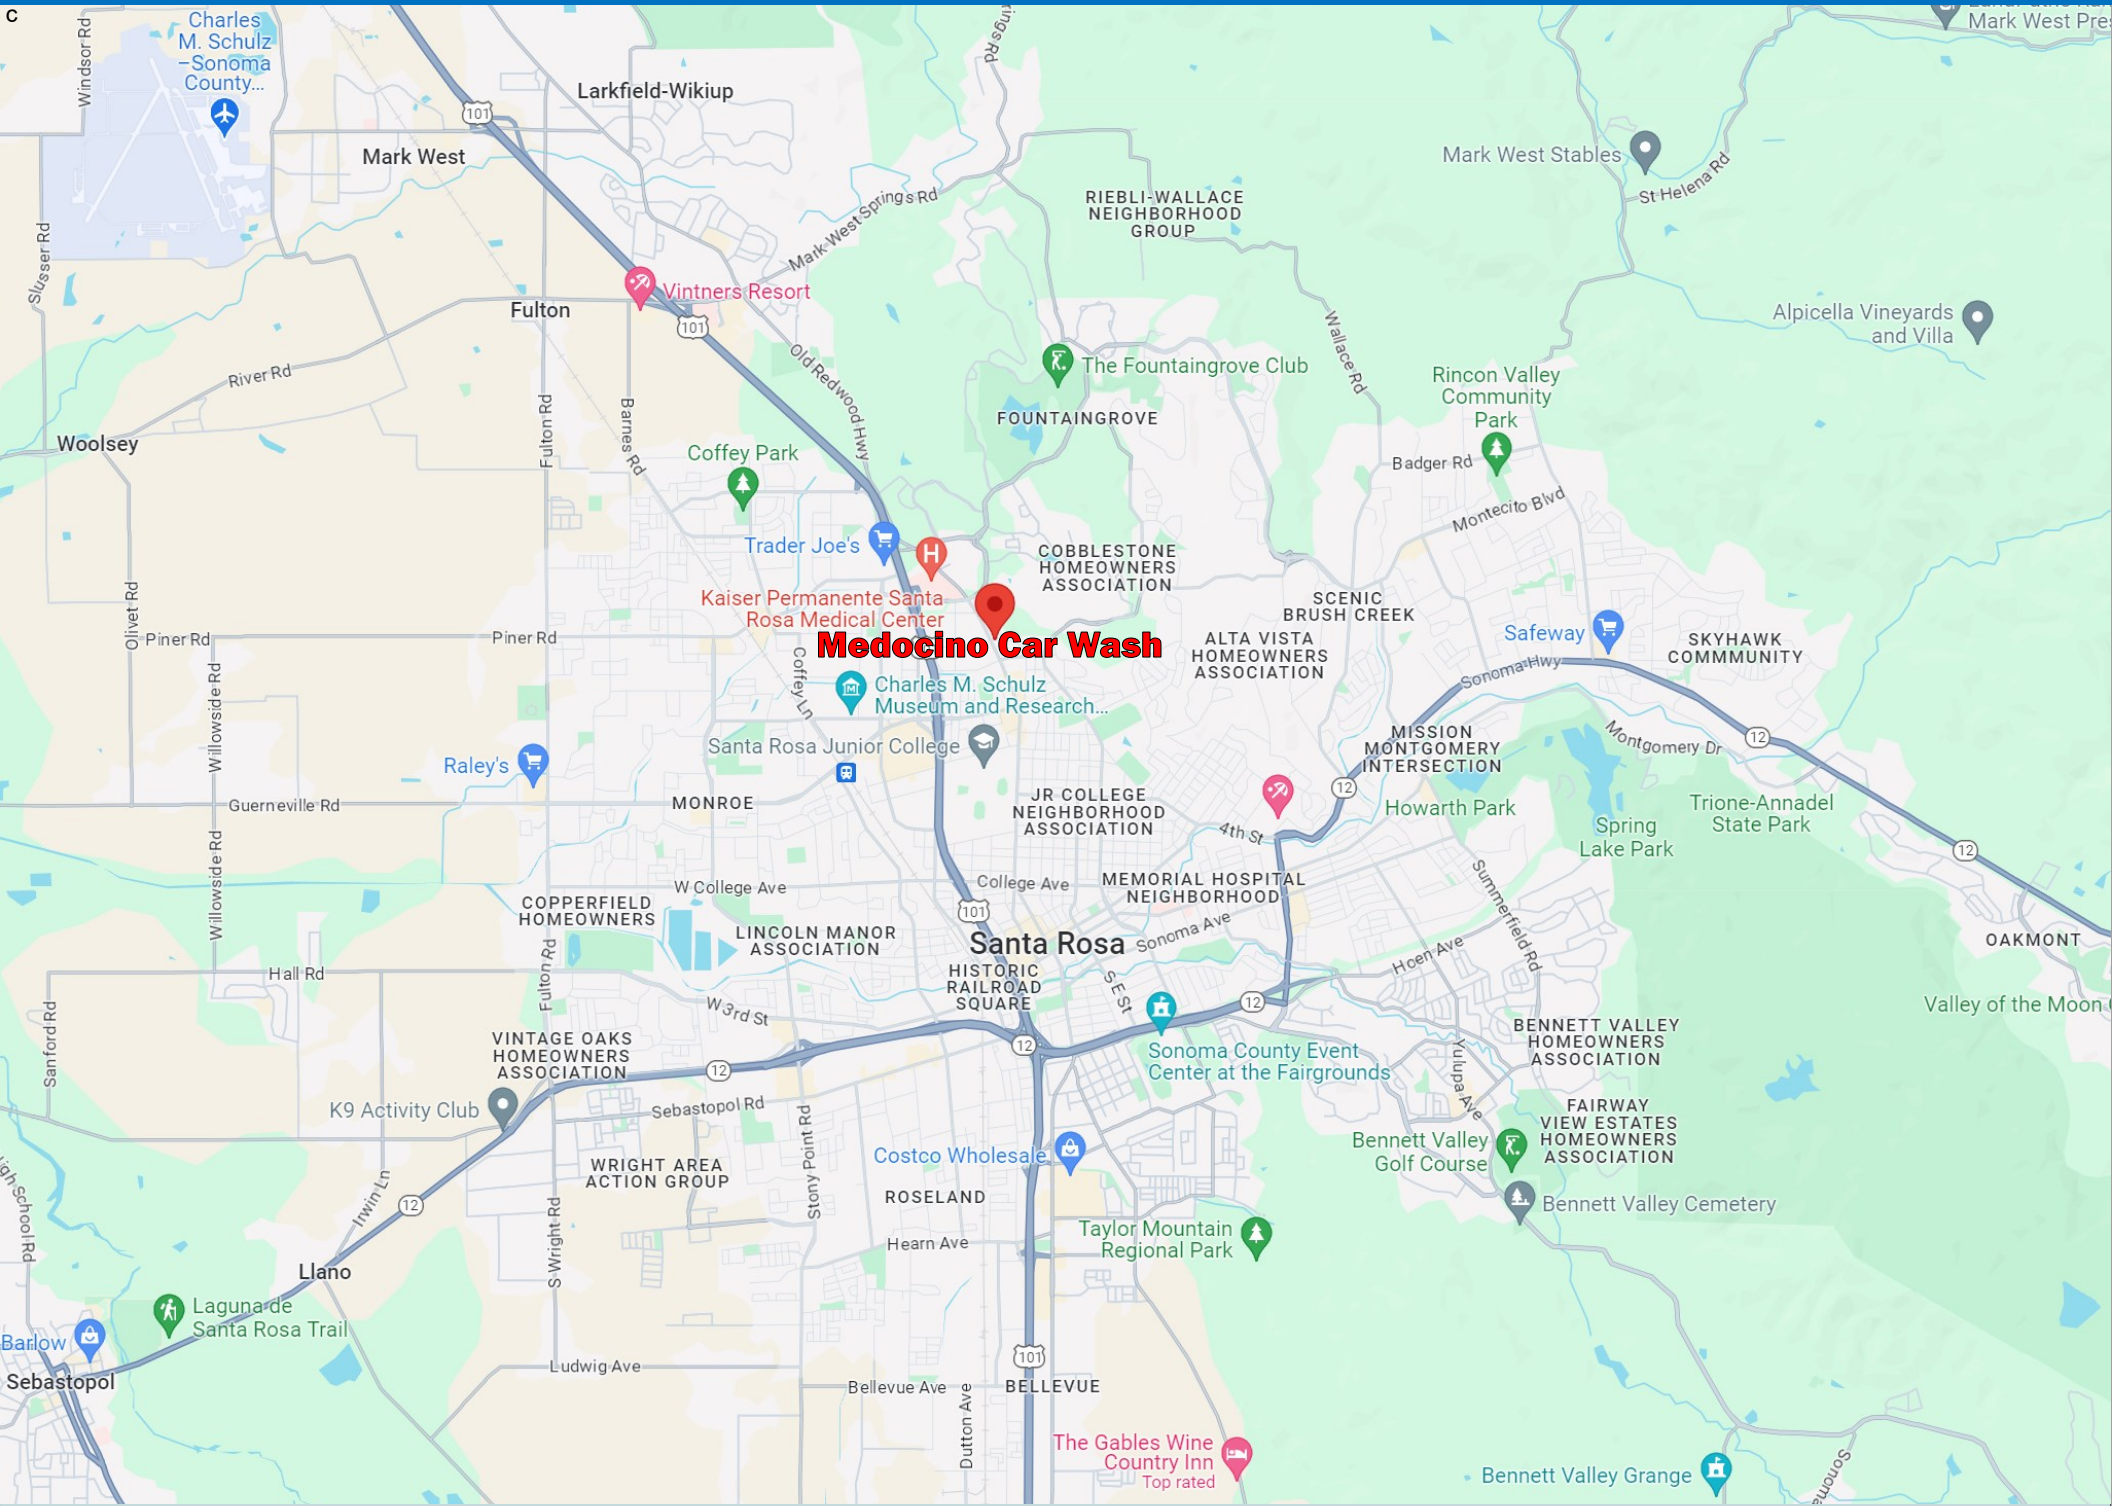 c
Charles
M. Schulz
–Sonoma
County...
Windsor Rd
101
Larkfield-Wikiup
Mark West
Mark West Springs Rd
RIEBLI-WALLACE
NEIGHBORHOOD
GROUP
Mark West Stables
St Helena Rd
Slusser Rd
Vintners Resort
Fulton
101
Alpicella Vineyards
and Villa
Wallace Rd
River Rd
Old Redwood Hwy
The Fountaingrove Club
FOUNTAINGROVE
Rincon Valley
Community
Park
Woolsey
Fulton Rd
Barnes Rd
Coffey Park
Badger Rd
Montecito Blvd
Trader Joe's
H
COBBLESTONE
HOMEOWNERS
ASSOCIATION
Kaiser Permanente Santa
Rosa Medical Center
Medocino Car Wash
SCENIC
BRUSH CREEK
Olivet Rd
Piner Rd
Piner Rd
ALTA VISTA
HOMEOWNERS
ASSOCIATION
Safeway
SKYHAWK
COMMMUNITY
Sonoma Hwy
Willowside Rd
Coffey Ln
Charles M. Schulz
Museum and Research...
Santa Rosa Junior College
MISSION
MONTGOMERY
INTERSECTION
Montgomery Dr
12
Raley's
12
Guerneville Rd
MONROE
JR COLLEGE
NEIGHBORHOOD
ASSOCIATION
4th St
Howarth Park
Spring
Lake Park
Trione-Annadel
State Park
12
Willowside Rd
W College Ave
College Ave
MEMORIAL HOSPITAL
NEIGHBORHOOD
Summerfield Rd
COPPERFIELD
HOMEOWNERS
101
LINCOLN MANOR
ASSOCIATION
Santa Rosa
Sonoma Ave
Hoen Ave
OAKMONT
Hall Rd
Fulton Rd
HISTORIC
RAILROAD
SQUARE
S E St
12
Valley of the Moon
Sanford Rd
W 3rd St
VINTAGE OAKS
HOMEOWNERS
ASSOCIATION
12
12
Sonoma County Event
Center at the Fairgrounds
BENNETT VALLEY
HOMEOWNERS
ASSOCIATION
Yulupa Ave
K9 Activity Club
Sebastopol Rd
FAIRWAY
VIEW ESTATES
HOMEOWNERS
ASSOCIATION
Stony Point Rd
Costco Wholesale
Bennett Valley
Golf Course
WRIGHT AREA
ACTION GROUP
ROSELAND
Bennett Valley Cemetery
12
Irwin Ln
S Wright Rd
Hearn Ave
Taylor Mountain
Regional Park
High School Rd
Llano
Laguna de
Santa Rosa Trail
Barlow
Sebastopol
Ludwig Ave
101
Bellevue Ave
BELLEVUE
Dutton Ave
The Gables Wine
Country Inn
Top rated
Bennett Valley Grange
Sonoma